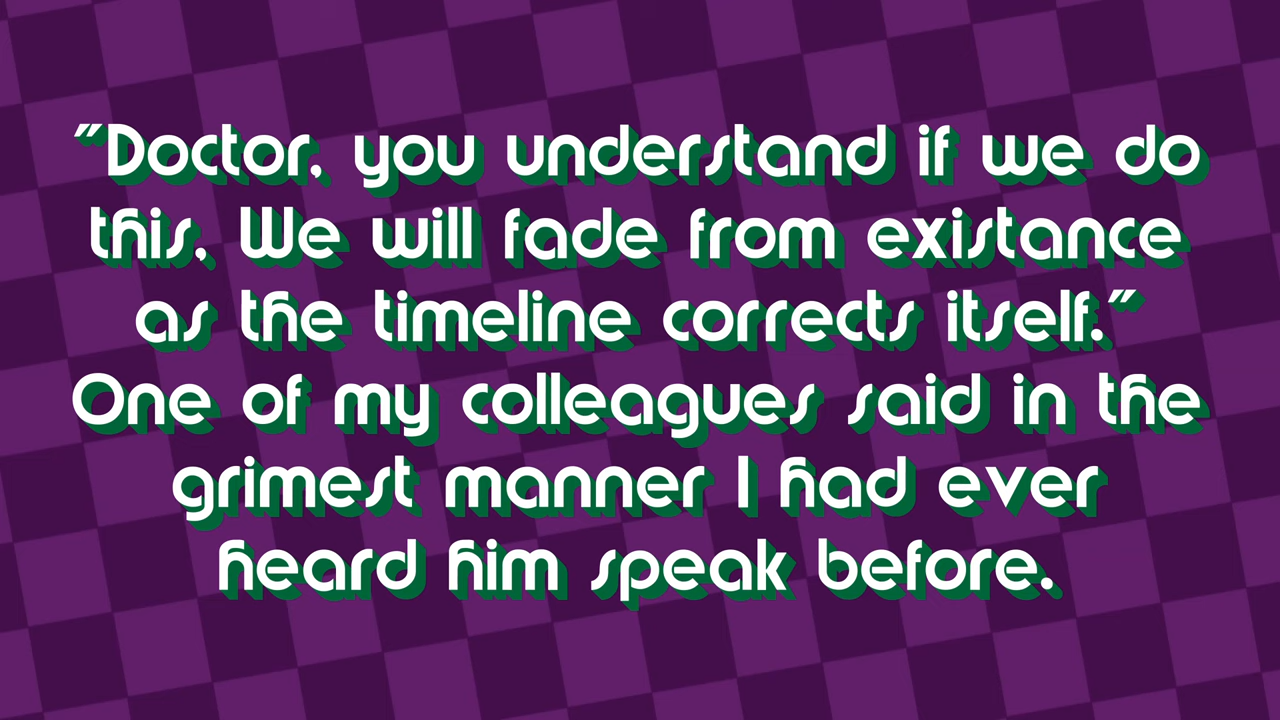 "Doctor, you understand if we do
this, We will fade from existance
as the timeline corrects itself."
One of my colleagues said in the
grimest manner I had ever
heard him speak before.